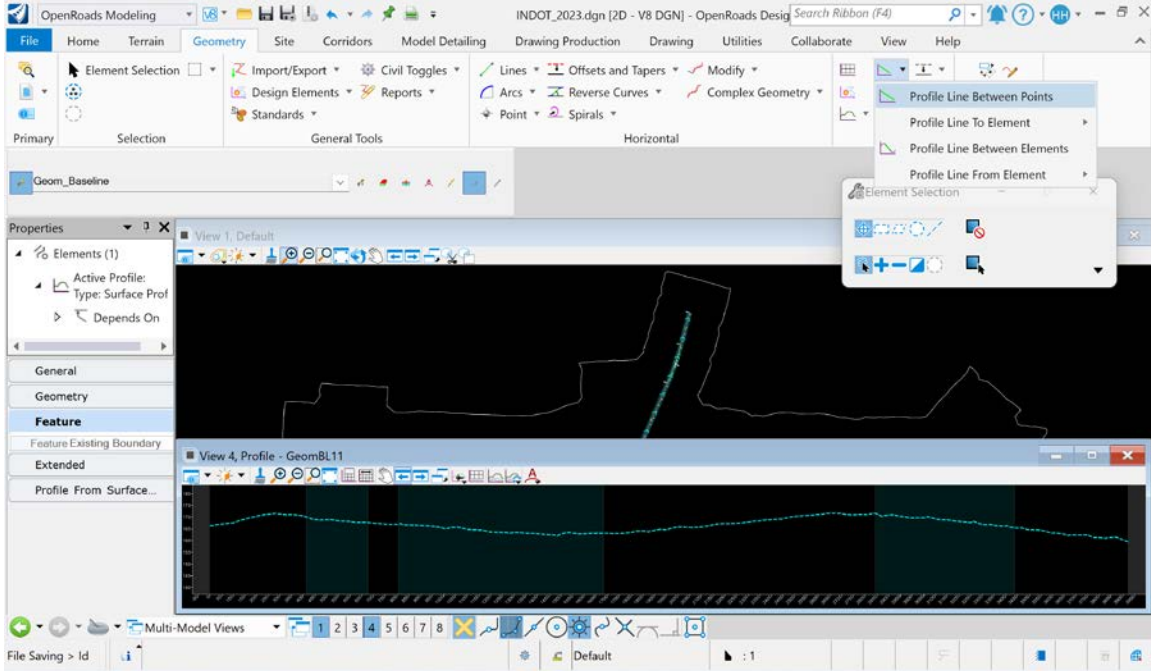 OpenRoads Modeling
INDOT_2023.dgn [2D - V8 DGN] - OpenRoads Desig
Search Ribbon (F4)
HH
File Home Terrain Geometry Site Corridors Model Detailing Drawing Production Drawing Utilities Collaborate View Help
Element Selection Import/Export Civil Toggles Lines Offsets and Tapers Modify
Design Elements Reports Arcs Reverse Curves Complex Geometry
Standards Point Spirals
Primary Selection General Tools Horizontal
Profile Line Between Points
Profile Line To Element
Profile Line Between Elements
Profile Line From Element
Geom_Baseline
Element Selection
Properties
Elements (1)
Active Profile:
Type: Surface Prof
Depends On
General
Geometry
Feature
Feature Existing Boundary
Extended
Profile From Surface...
View 1, Default
View 4, Profile - GeomBL11
Multi-Model Views
1 2 3 4 5 6 7 8
File Saving > Id
Default
: 1